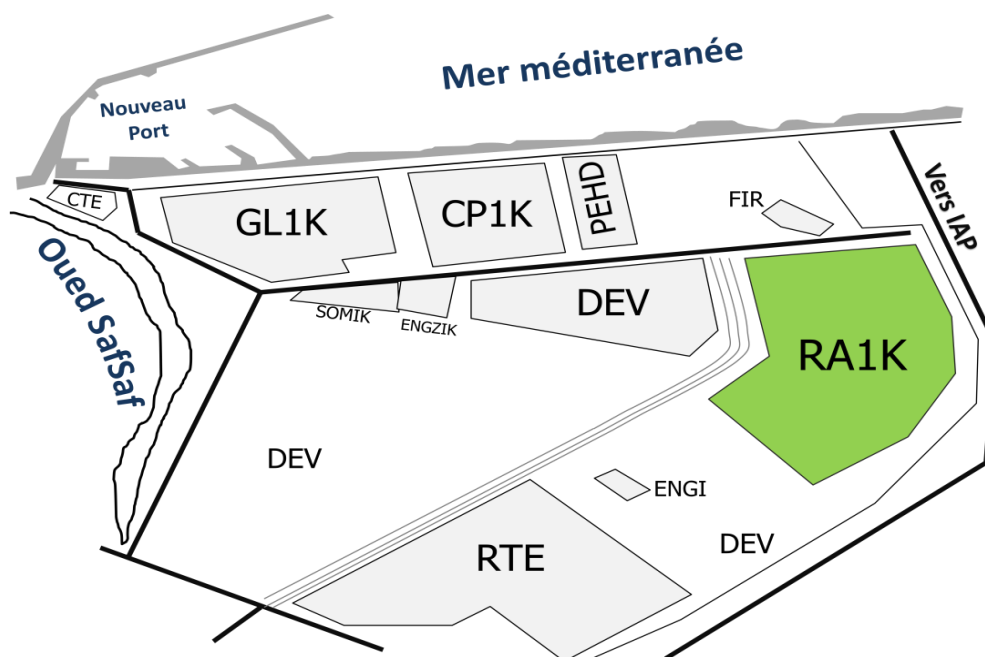 Mer méditerranée
Nouveau
Port
CTE
GL1K
CP1K
PEHD
FIR
Vers IAP
Oued SafSaf
SOMIK
ENGZIK
DEV
RA1K
DEV
ENGI
RTE
DEV